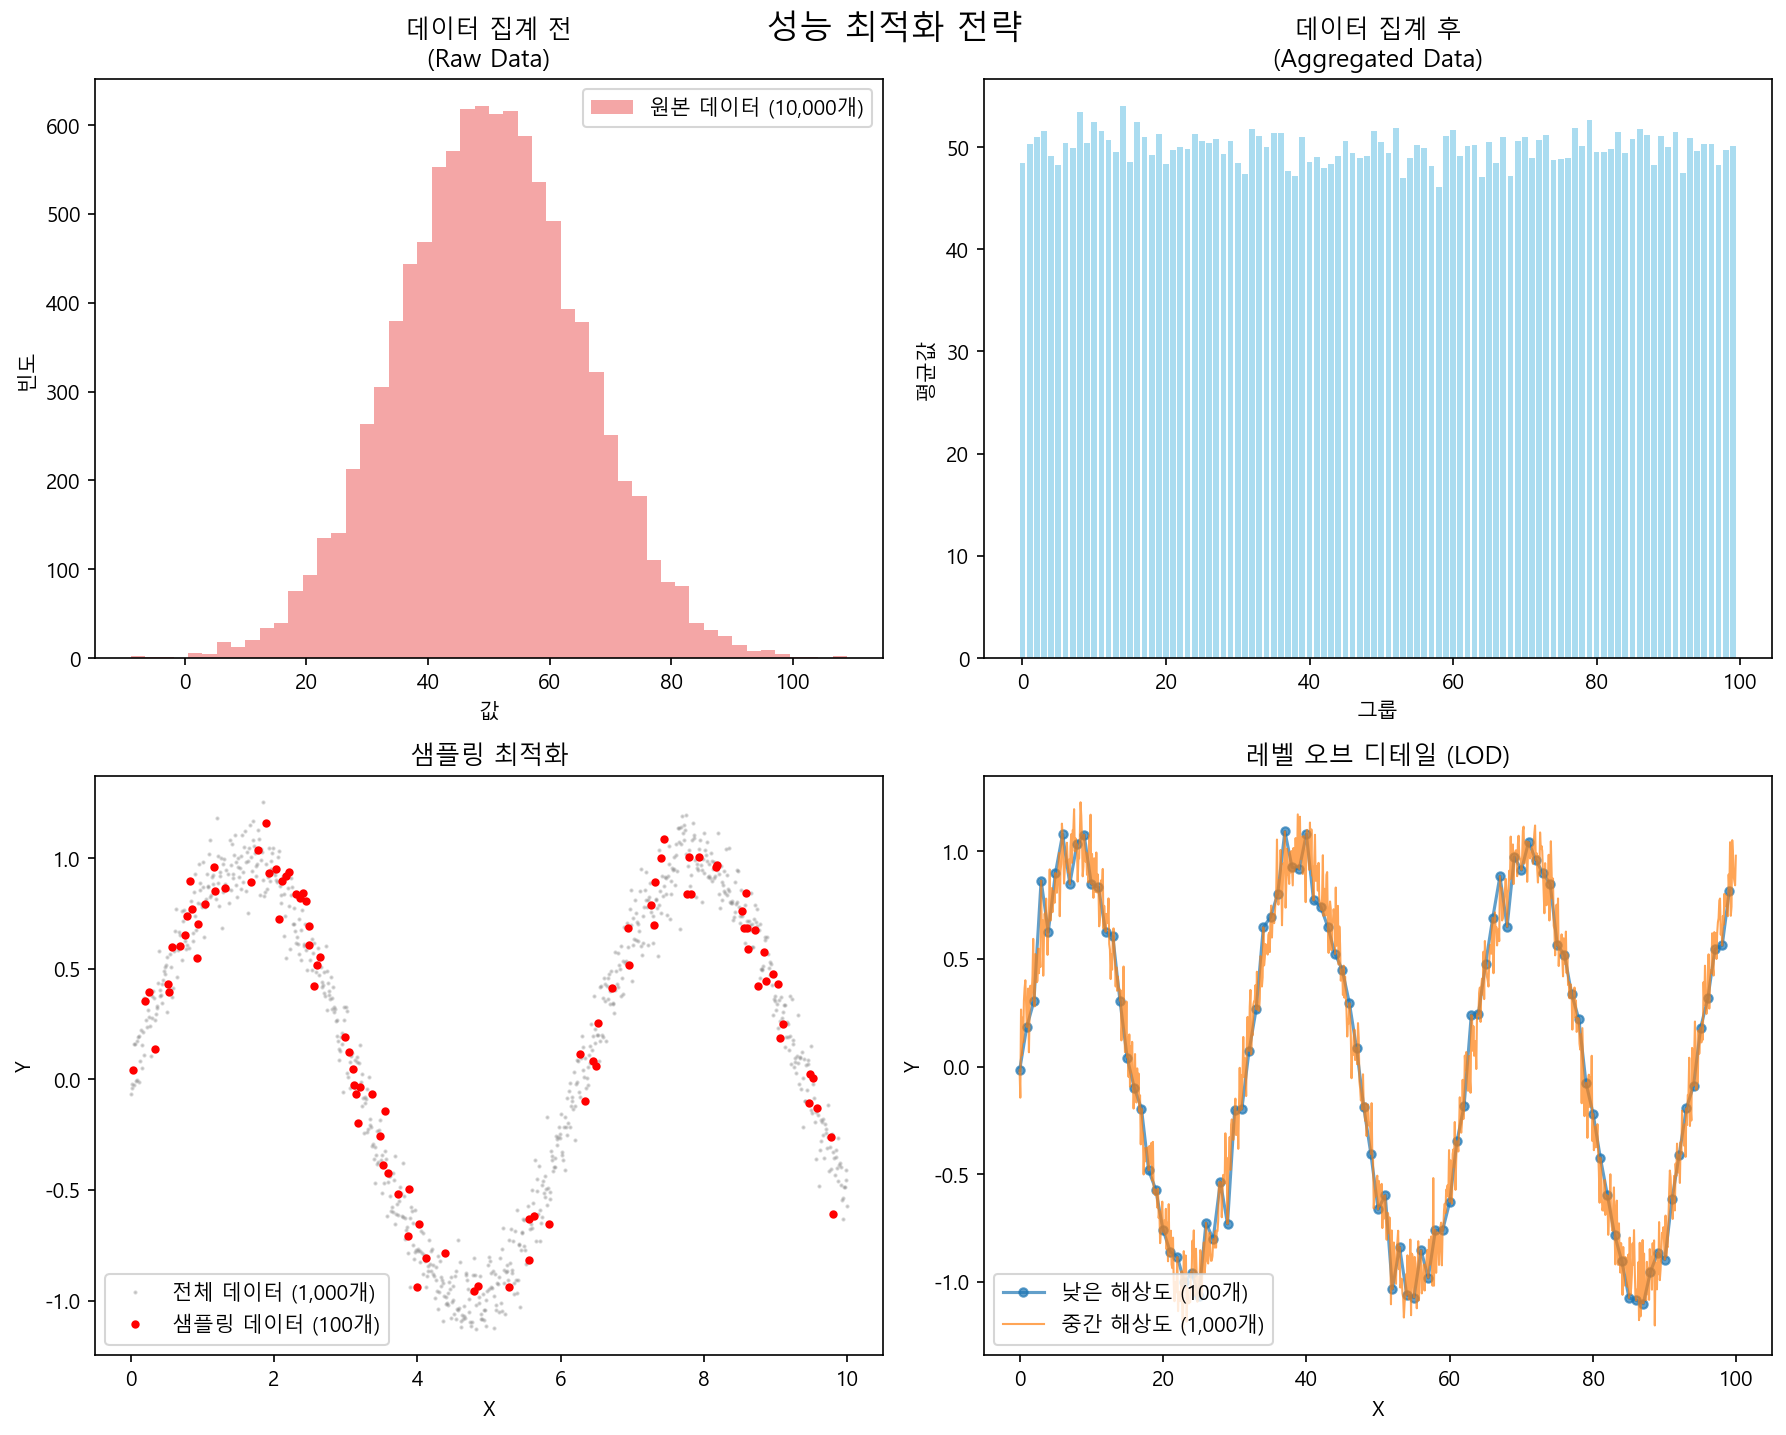 성능 최적화 전략
데이터 집계 전
(Raw Data)
원본 데이터 (10,000개)
600
500
400
300
200
100
0
빈도
0 20 40 60 80 100
값
데이터 집계 후
(Aggregated Data)
50
40
30
20
10
0
평균값
0 20 40 60 80 100
그룹
샘플링 최적화
1.0
0.5
0.0
-0.5
-1.0
Y
전체 데이터 (1,000개)
샘플링 데이터 (100개)
0 2 4 6 8 10
X
레벨 오브 디테일 (LOD)
1.0
0.5
0.0
-0.5
-1.0
Y
낮은 해상도 (100개)
중간 해상도 (1,000개)
0 20 40 60 80 100
X